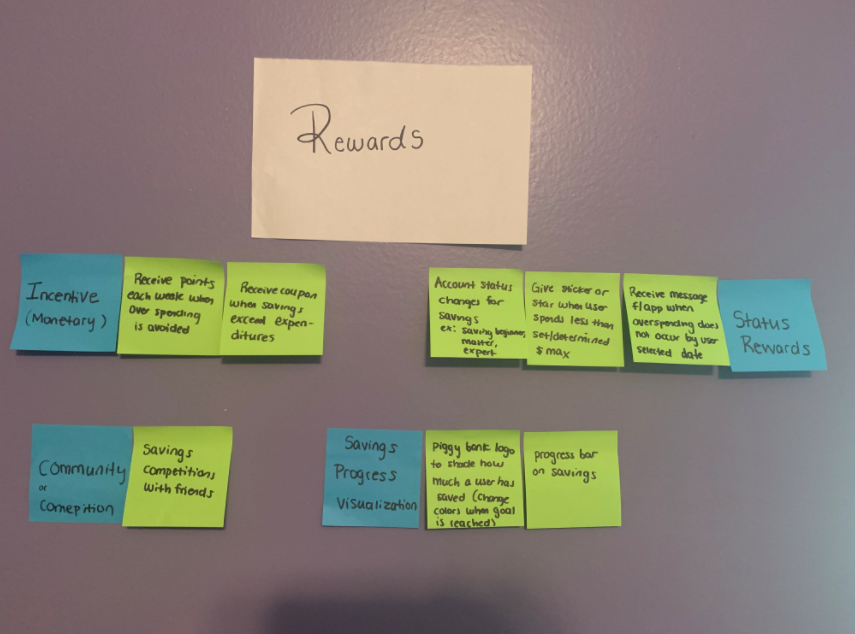 Rewards
Incentive
(Monetary)
Receive points
each week when
over spending
is avoided
Receive coupon
when savings
exceed expen-
ditures
Account status
changes for
savings
ex: saving beginner,
master,
expert
Give sticker or
star when user
spends less than
set/determined
$ max
Receive message
f/app when
overspending does
not occur by user
selected date
Status
Rewards
Community
or
Comeptition
Savings
competitions
with friends
Savings
Progress
Visualization
piggy bank logo
to shade how
much a user has
saved (change
colors when goal
is reached)
progress bar
on savings